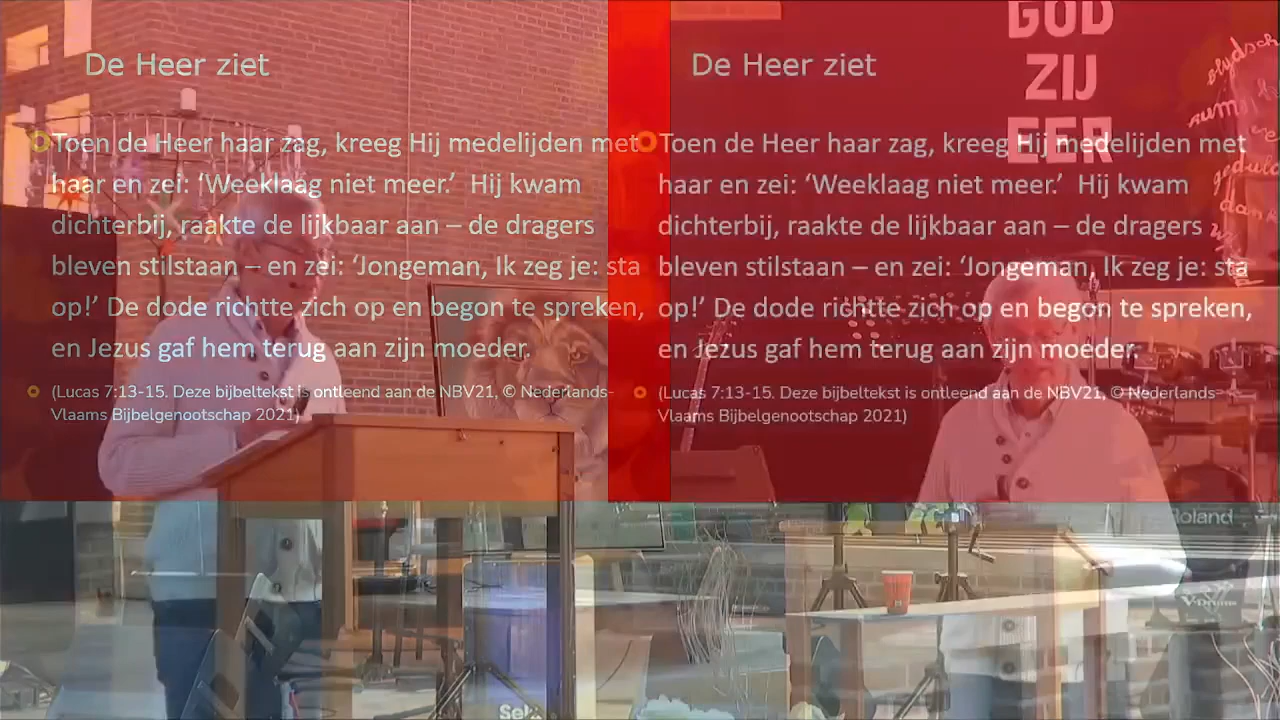 De Heer ziet
Toen de Heer haar zag, kreeg Hij medelijden met
haar en zei: ‘Weeklaag niet meer.’ Hij kwam
dichterbij, raakte de lijkbaar aan – de dragers
bleven stilstaan – en zei: ‘Jongeman, Ik zeg je: sta
op!’ De dode richtte zich op en begon te spreken,
en Jezus gaf hem terug aan zijn moeder.
(Lucas 7:13-15. Deze bijbeltekst is ontleend aan de NBV21, © Nederlands-
Vlaams Bijbelgenootschap 2021)
GOD
ZIJ
EER
De Heer ziet
Toen de Heer haar zag, kreeg Hij medelijden met
haar en zei: ‘Weeklaag niet meer.’ Hij kwam
dichterbij, raakte de lijkbaar aan – de dragers
bleven stilstaan – en zei: ‘Jongeman, Ik zeg je: sta
op!’ De dode richtte zich op en begon te spreken,
en Jezus gaf hem terug aan zijn moeder.
(Lucas 7:13-15. Deze bijbeltekst is ontleend aan de NBV21, © Nederlands-
Vlaams Bijbelgenootschap 2021)
Roland
V-Drums